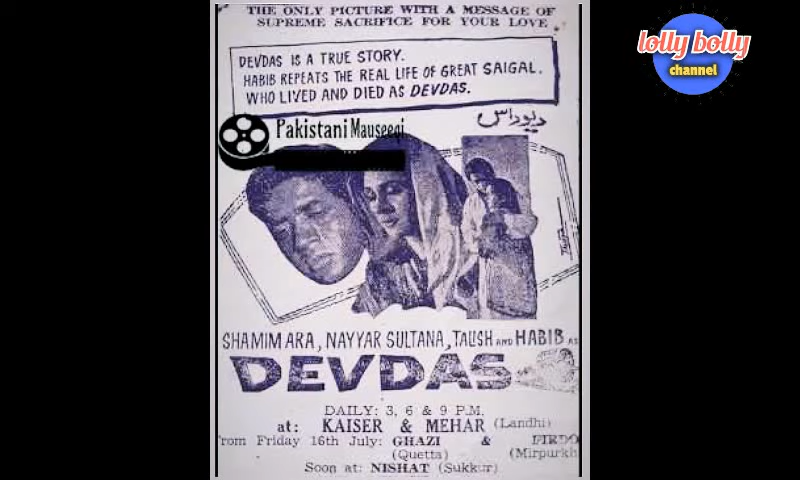 THE ONLY PICTURE WITH A MESSAGE OF
SUPREME SACRIFICE FOR YOUR LOVE
lolly bolly
channel
DEVDAS IS A TRUE STORY.
HABIB REPEATS THE REAL LIFE OF GREAT SAIGAL.
WHO LIVED AND DIED AS DEVDAS.
دیوداس
Pakistani Mauseeqi
SHAMIM ARA, NAYYAR SULTANA, TALISH AND HABIB AS
DEVDAS
DAILY: 3, 6 & 9 P.M.
at: KAISER & MEHAR (Landhi)
from Friday 16th July: GHAZI & FIRDO
(Quetta) (Mirpurkh
Soon at: NISHAT (Sukkur)